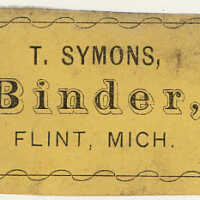 T. SYMONS,
Binder,
FLINT, MICH.